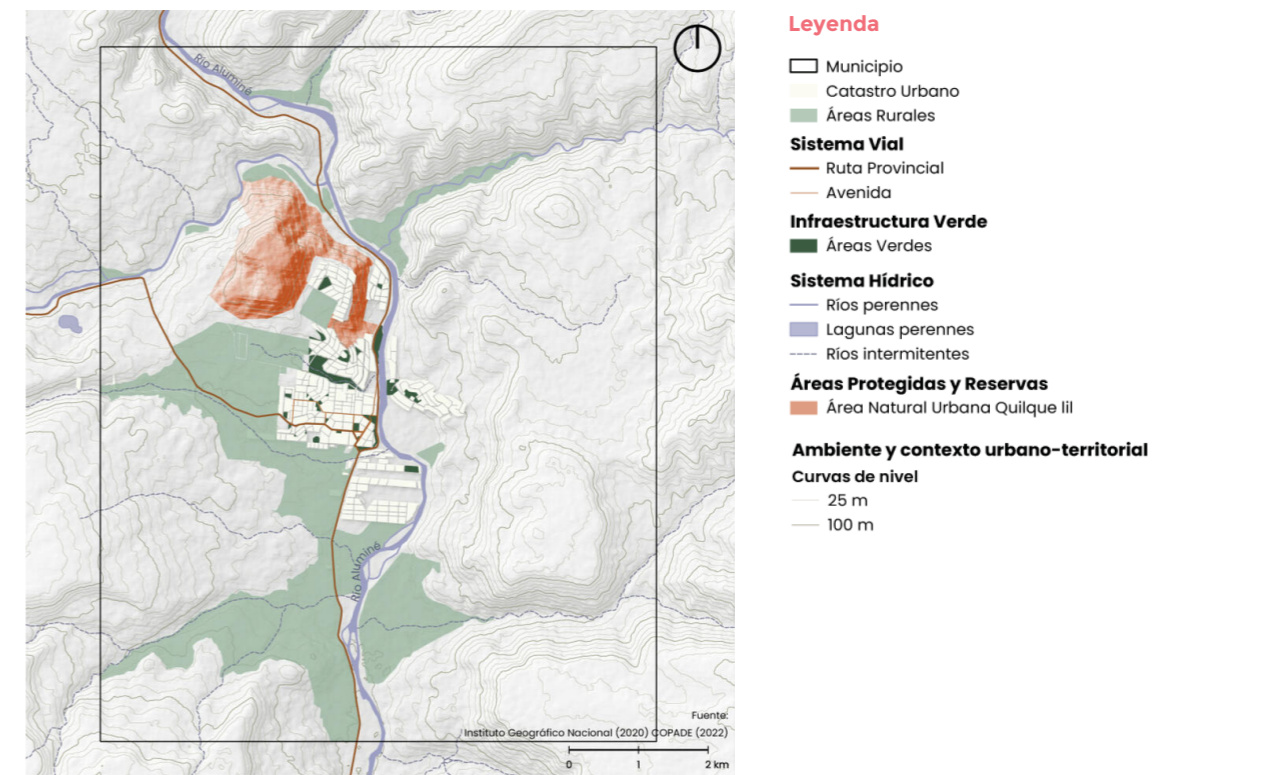 Río Aluminé
Río Aluminé
Fuente:
Instituto Geográfico Nacional (2020) COPADE (2022)
0 1 2 km
Leyenda
Municipio
Catastro Urbano
Áreas Rurales
Sistema Vial
Ruta Provincial
Avenida
Infraestructura Verde
Áreas Verdes
Sistema Hídrico
Ríos perennes
Lagunas perennes
Ríos intermitentes
Áreas Protegidas y Reservas
Área Natural Urbana Quilque lil
Ambiente y contexto urbano-territorial
Curvas de nivel
25 m
100 m